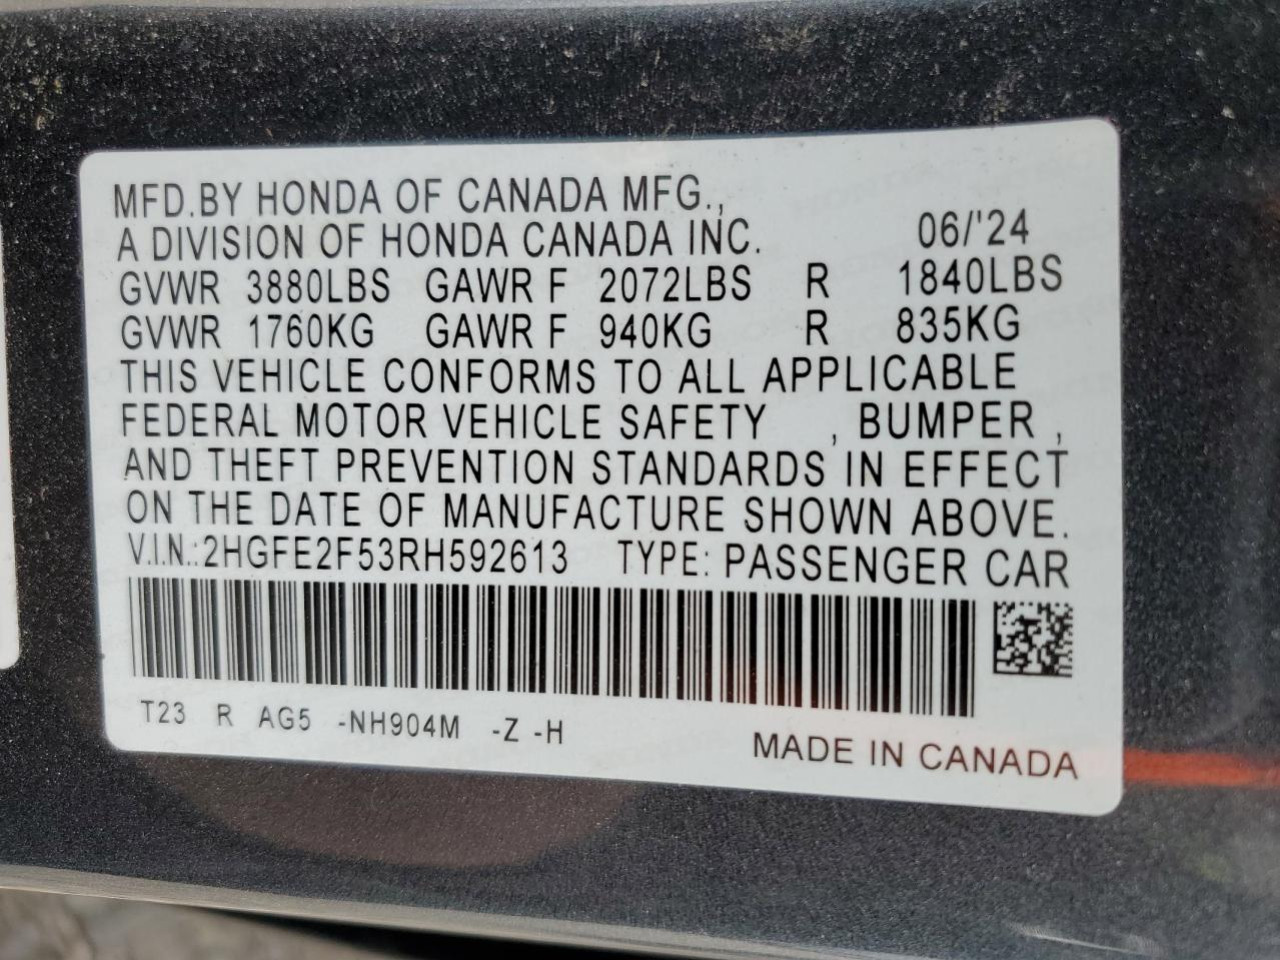 MFD.BY HONDA OF CANADA MFG.,
A DIVISION OF HONDA CANADA INC. 06/'24
GVWR 3880LBS GAWR F 2072LBS R 1840LBS
GVWR 1760KG GAWR F 940KG R 835KG
THIS VEHICLE CONFORMS TO ALL APPLICABLE
FEDERAL MOTOR VEHICLE SAFETY , BUMPER ,
AND THEFT PREVENTION STANDARDS IN EFFECT
ON THE DATE OF MANUFACTURE SHOWN ABOVE.
V.I.N.:2HGFE2F53RH592613 TYPE: PASSENGER CAR
T23 R AG5 -NH904M -Z -H
MADE IN CANADA